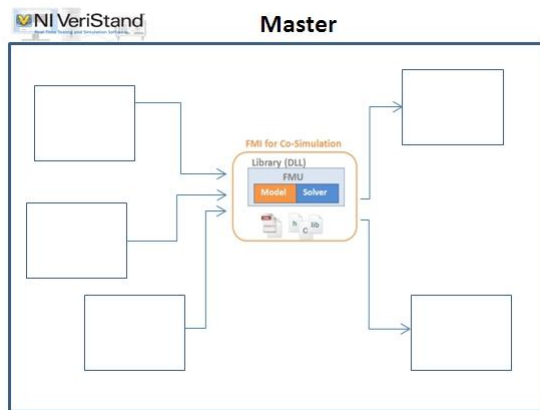 NI VeriStand
Real-Time Testing and Simulation Software
Master
FMI for Co-Simulation
Library (DLL)
FMU
Model Solver
h
C
lib